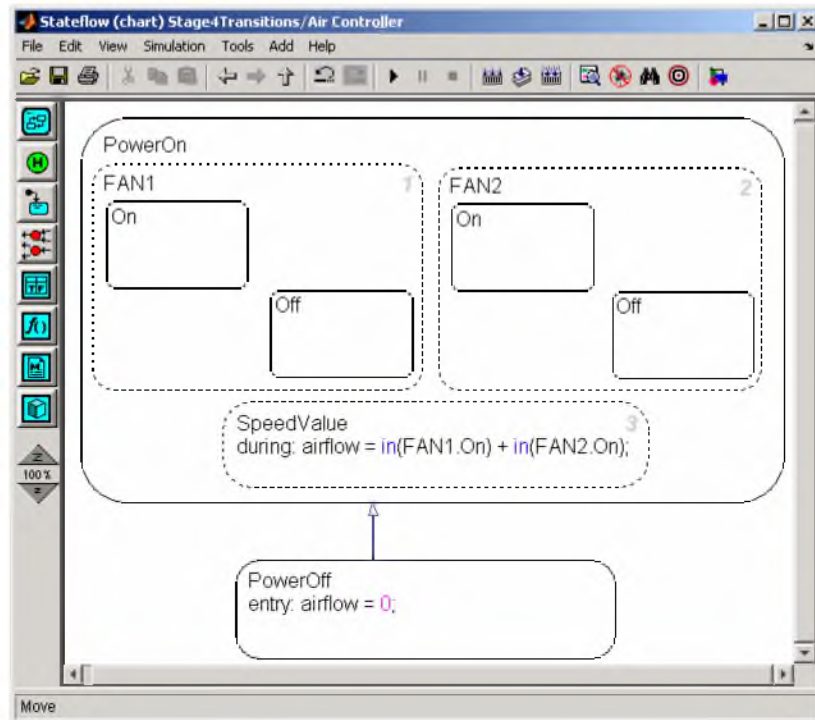 Stateflow (chart) Stage4Transitions/Air Controller
File Edit View Simulation Tools Add Help
PowerOn
FAN1 1
FAN2 2
On
On
Off
Off
SpeedValue 3
during: airflow = in(FAN1.On) + in(FAN2.On);
100 %
PowerOff
entry: airflow = 0;
Move